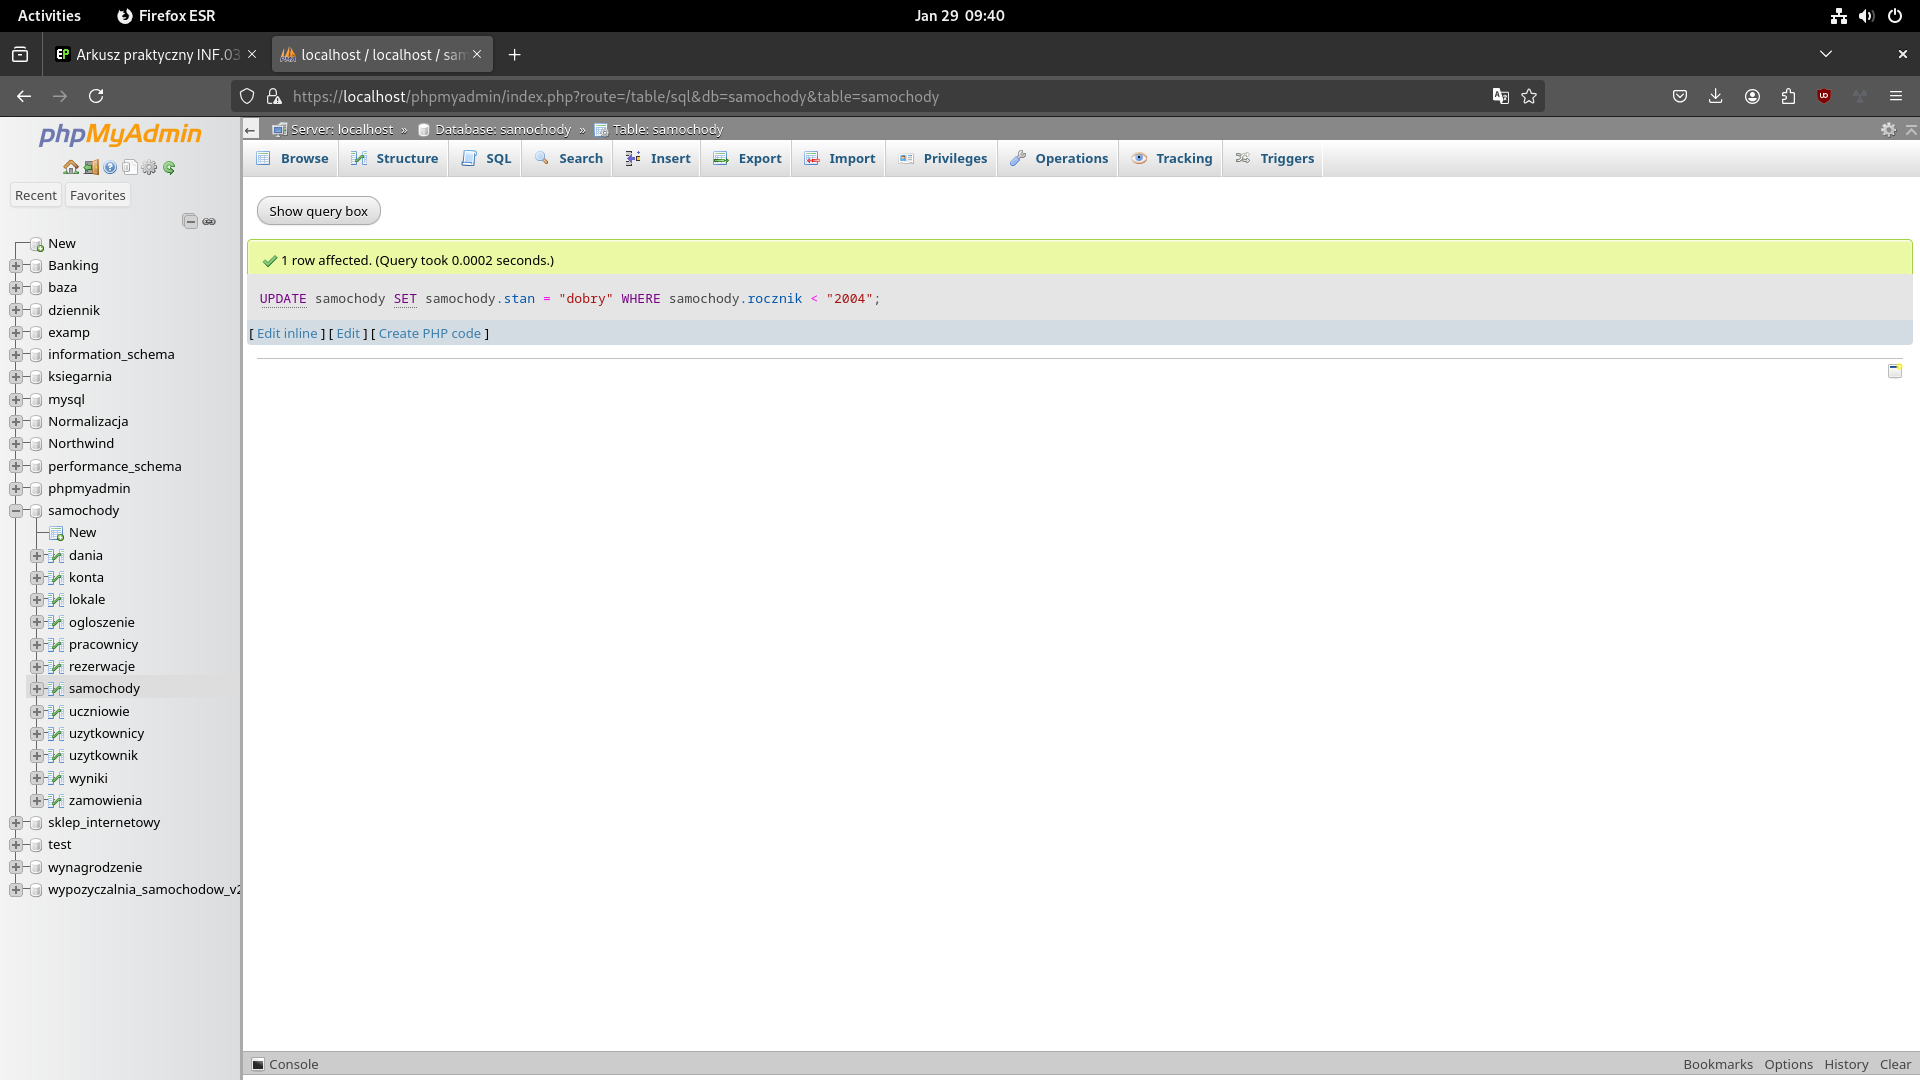 Activities
Firefox ESR
Jan 29 09:40
Arkusz praktyczny INF.03
localhost / localhost / sam
https://localhost/phpmyadmin/index.php?route=/table/sql&db=samochody&table=samochody
phpMyAdmin
Recent
Favorites
New
Banking
baza
dziennik
examp
information_schema
ksiegarnia
mysql
Normalizacja
Northwind
performance_schema
phpmyadmin
samochody
New
dania
konta
lokale
ogloszenie
pracownicy
rezerwacje
samochody
uczniowie
uzytkownicy
uzytkownik
wyniki
zamowienia
sklep_internetowy
test
wynagrodzenie
wypozyczalnia_samochodow_v2
Server: localhost » Database: samochody » Table: samochody
Browse Structure SQL Search Insert Export Import Privileges Operations Tracking Triggers
Show query box
1 row affected. (Query took 0.0002 seconds.)
UPDATE samochody SET samochody.stan = "dobry" WHERE samochody.rocznik < "2004";
[ Edit inline ] [ Edit ] [ Create PHP code ]
Console
Bookmarks Options History Clear